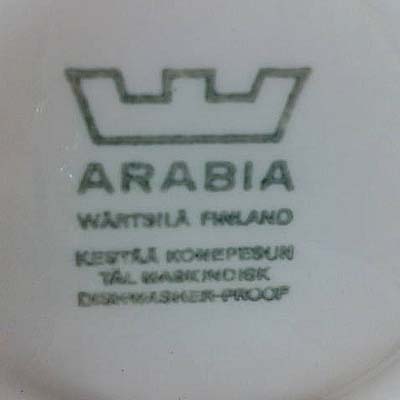 ARABIA
WÄRTSILÄ FINLAND
KESTÄÄ KONEPESUN
TÅL MASKINDISK
DISHWASHER-PROOF